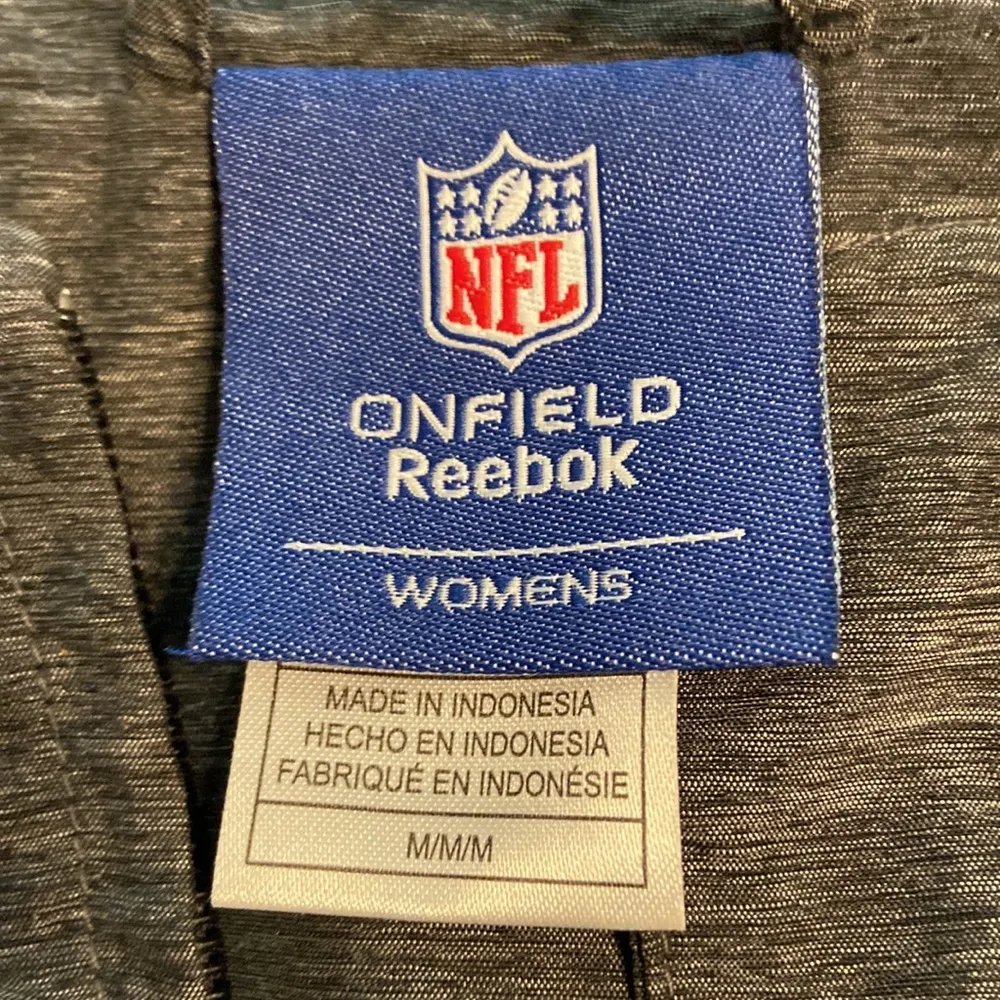 NFL
ONFIELD
Reebok
WOMENS
MADE IN INDONESIA
HECHO EN INDONESIA
FABRIQUÉ EN INDONÉSIE
M/M/M